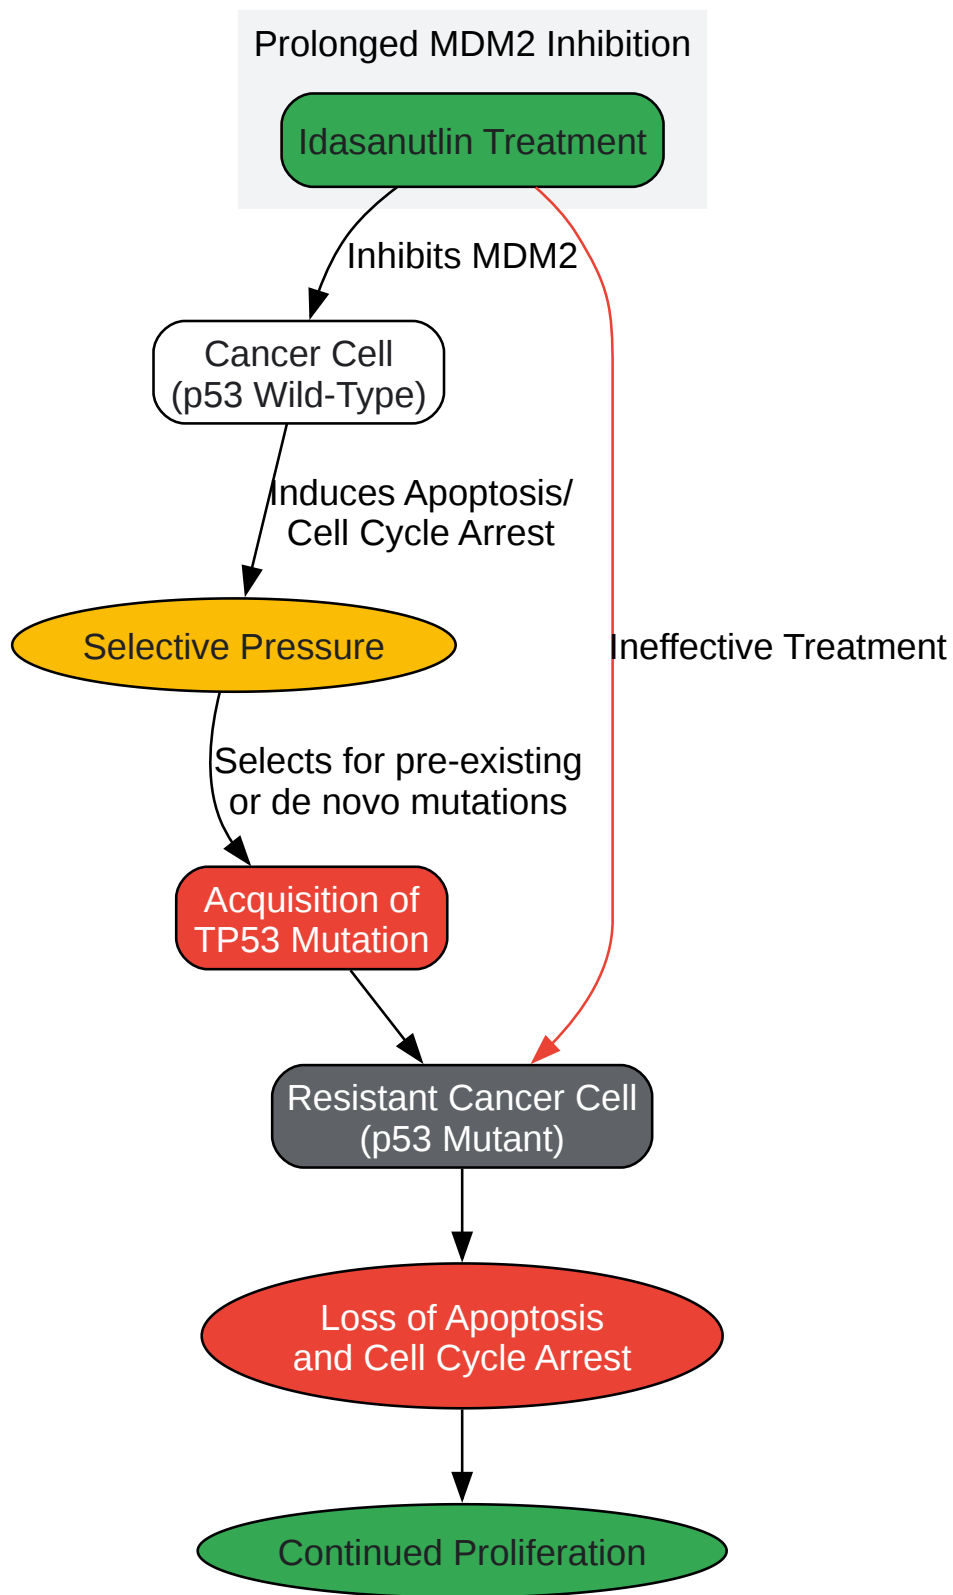 Prolonged MDM2 Inhibition
Idasanutlin Treatment
Inhibits MDM2
Cancer Cell
(p53 Wild-Type)
Induces Apoptosis/
Cell Cycle Arrest
Selective Pressure
Ineffective Treatment
Selects for pre-existing
or de novo mutations
Acquisition of
TP53 Mutation
Resistant Cancer Cell
(p53 Mutant)
Loss of Apoptosis
and Cell Cycle Arrest
Continued Proliferation